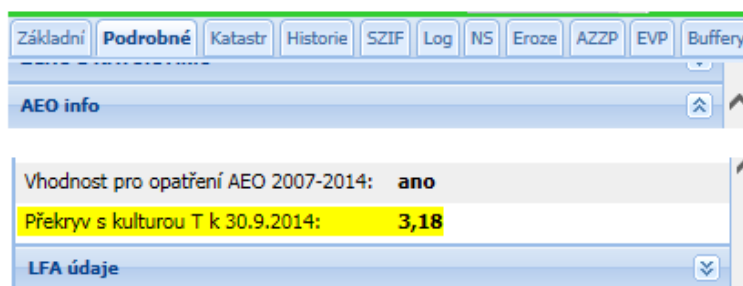 Základní Podrobné Katastr Historie SZIF Log NS Eroze AZZP EVP Buffery
AEO info
Vhodnost pro opatření AEO 2007-2014: ano
Překryv s kulturou T k 30.9.2014: 3,18
LFA údaje